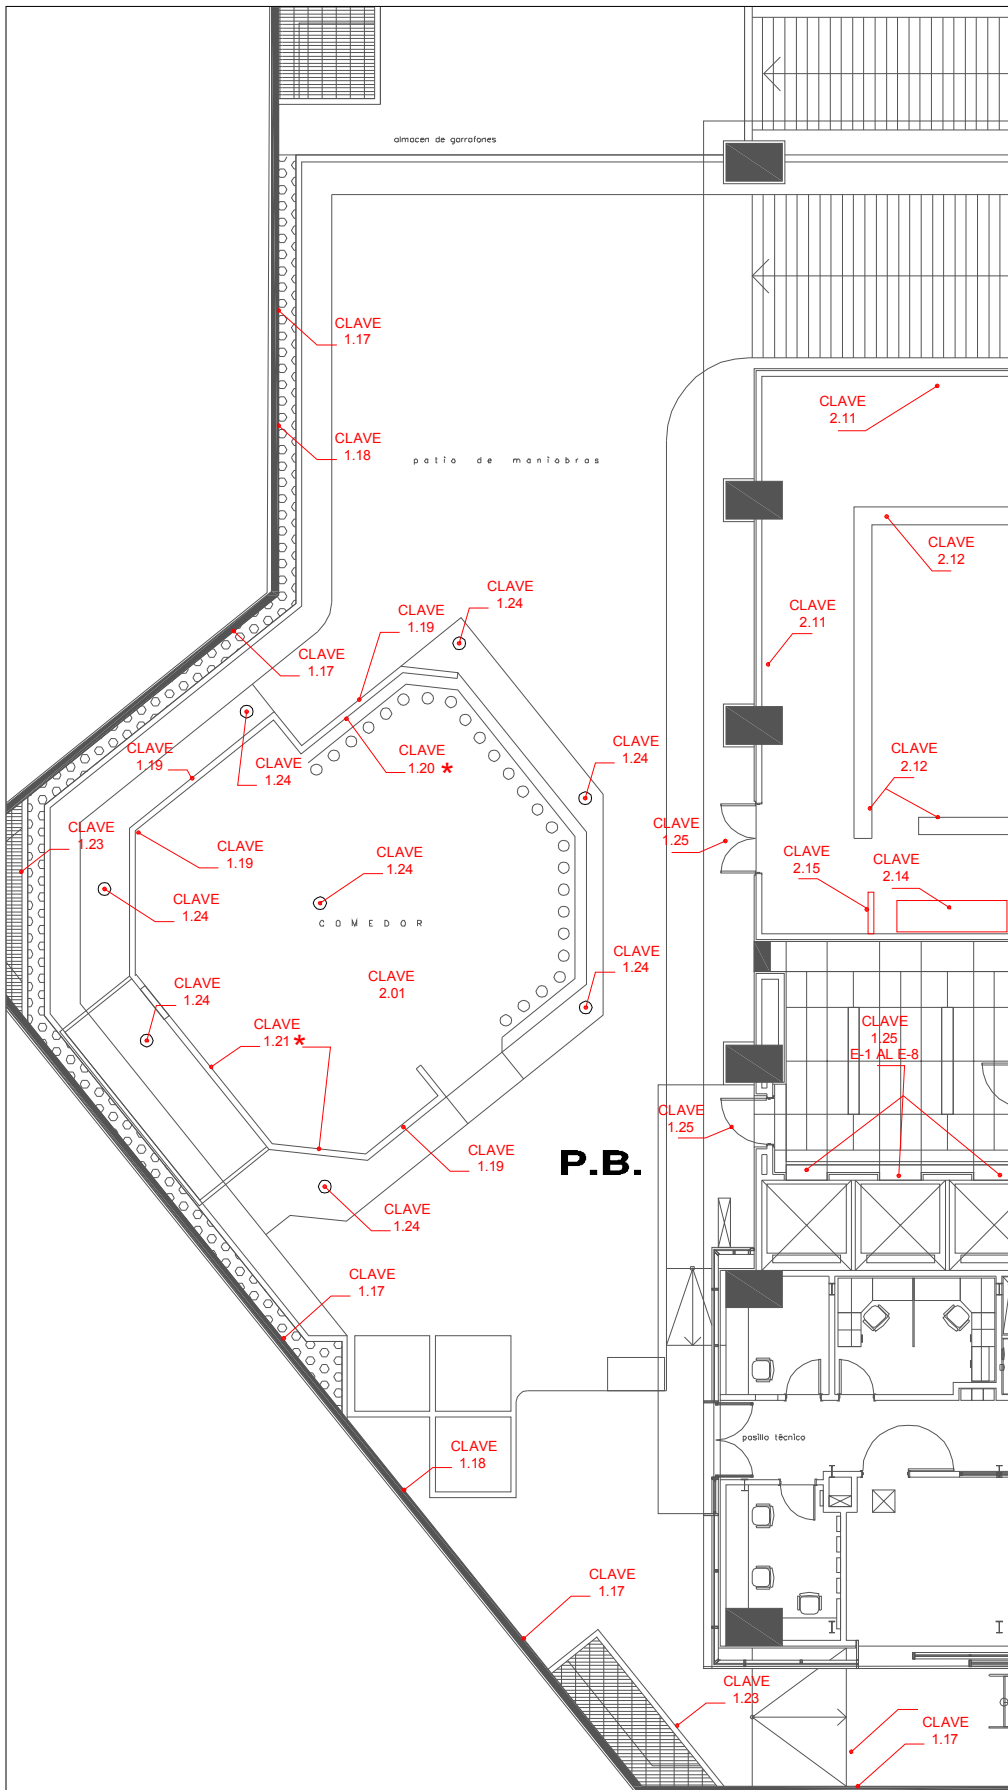 almacen de garrafones
CLAVE
1.17
CLAVE
2.11
CLAVE
1.18
patio de maniobras
CLAVE
2.12
CLAVE
1.24
CLAVE
1.19
CLAVE
2.11
CLAVE
1.17
CLAVE
1.19
CLAVE
1.24
CLAVE
1.20 *
CLAVE
1.24
CLAVE
2.12
CLAVE
1.23
CLAVE
1.19
CLAVE
1.24
CLAVE
1.25
CLAVE
2.15
CLAVE
2.14
CLAVE
1.24
COMEDOR
CLAVE
1.24
CLAVE
2.01
CLAVE
1.24
CLAVE
1.21 *
CLAVE
1.25
E-1 AL E-8
CLAVE
1.25
CLAVE
1.19
P.B.
CLAVE
1.24
CLAVE
1.17
pasillo técnico
CLAVE
1.18
CLAVE
1.17
CLAVE
1.23
CLAVE
1.17